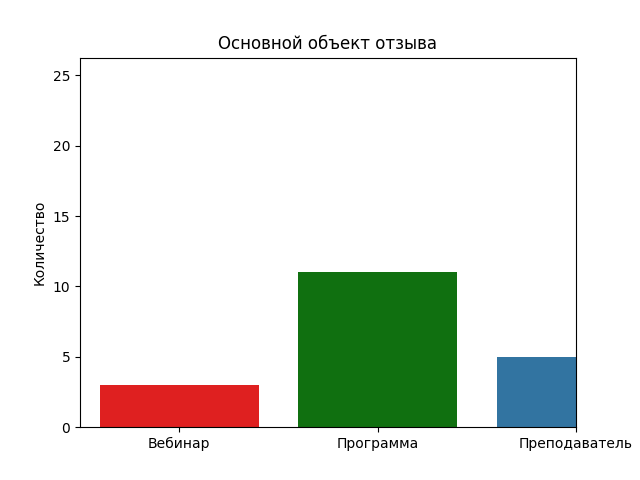 Основной объект отзыва
Количество
25
20
15
10
5
0
Вебинар
Программа
Преподаватель